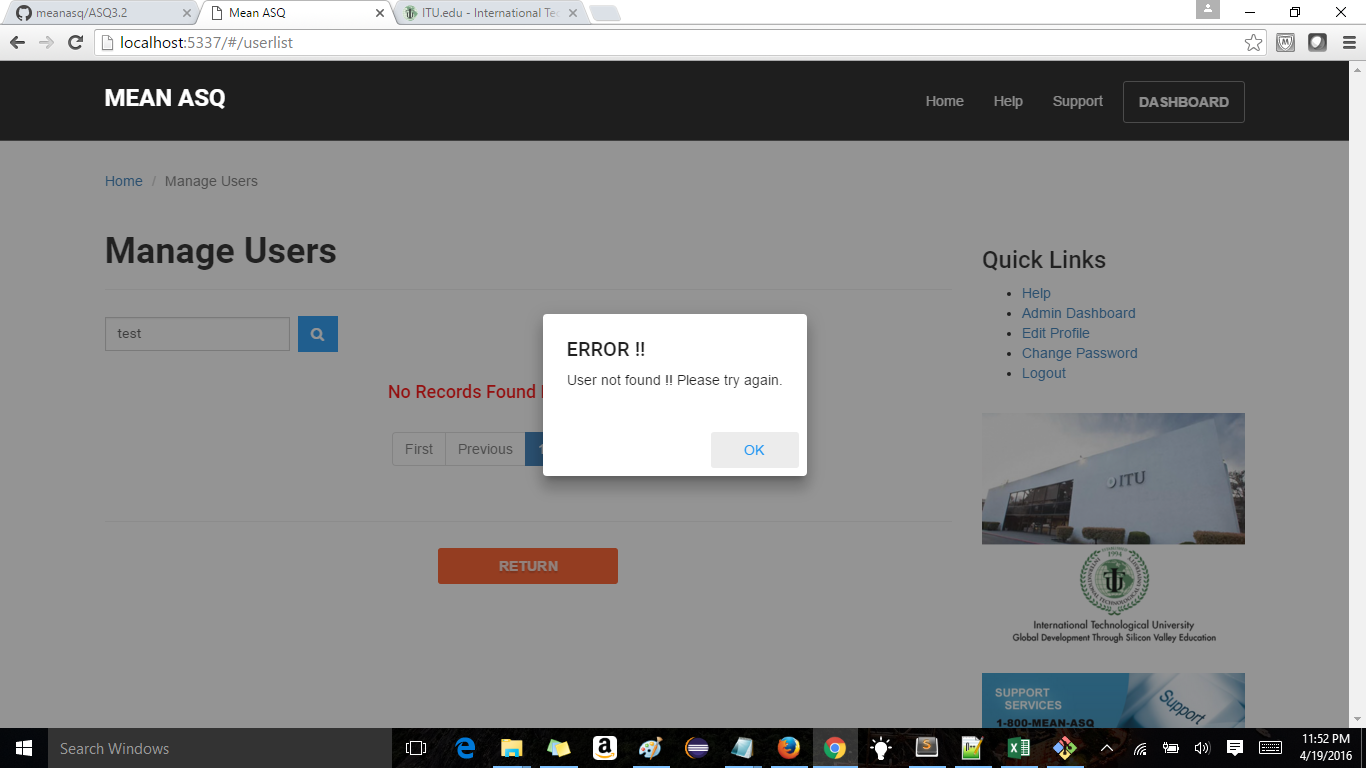 meanasq/ASQ3.2
Mean ASQ
ITU.edu - International Te
localhost:5337/#/userlist
MEAN ASQ
Home
Help
Support
DASHBOARD
Home / Manage Users
Manage Users
test
No Records Found
First
Previous
ERROR !!
User not found !! Please try again.
OK
RETURN
Quick Links
Help
Admin Dashboard
Edit Profile
Change Password
Logout
ITU
1994
International Technological University
Global Development Through Silicon Valley Education
SUPPORT
SERVICES
1-800-MEAN-ASQ
Support
Search Windows
11:52 PM
4/19/2016